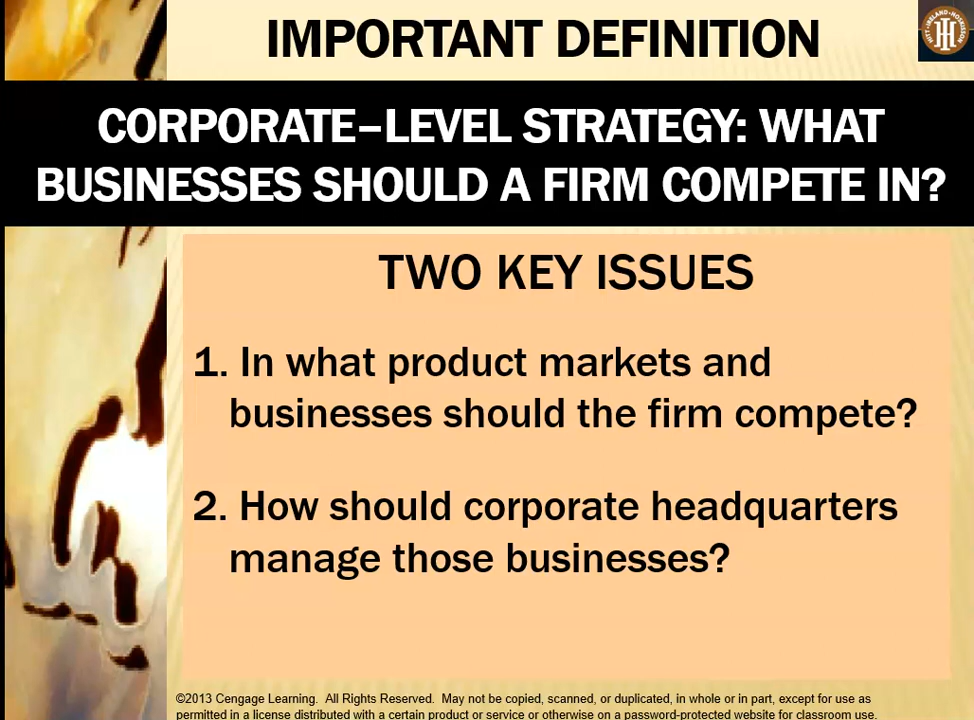 IMPORTANT DEFINITION
HITT•IRELAND•HOSKISSON
CORPORATE–LEVEL STRATEGY: WHAT
BUSINESSES SHOULD A FIRM COMPETE IN?
TWO KEY ISSUES
1. In what product markets and
businesses should the firm compete?
2. How should corporate headquarters
manage those businesses?
©2013 Cengage Learning. All Rights Reserved. May not be copied, scanned, or duplicated, in whole or in part, except for use as
permitted in a license distributed with a certain product or service or otherwise on a password-protected website for classroom use.